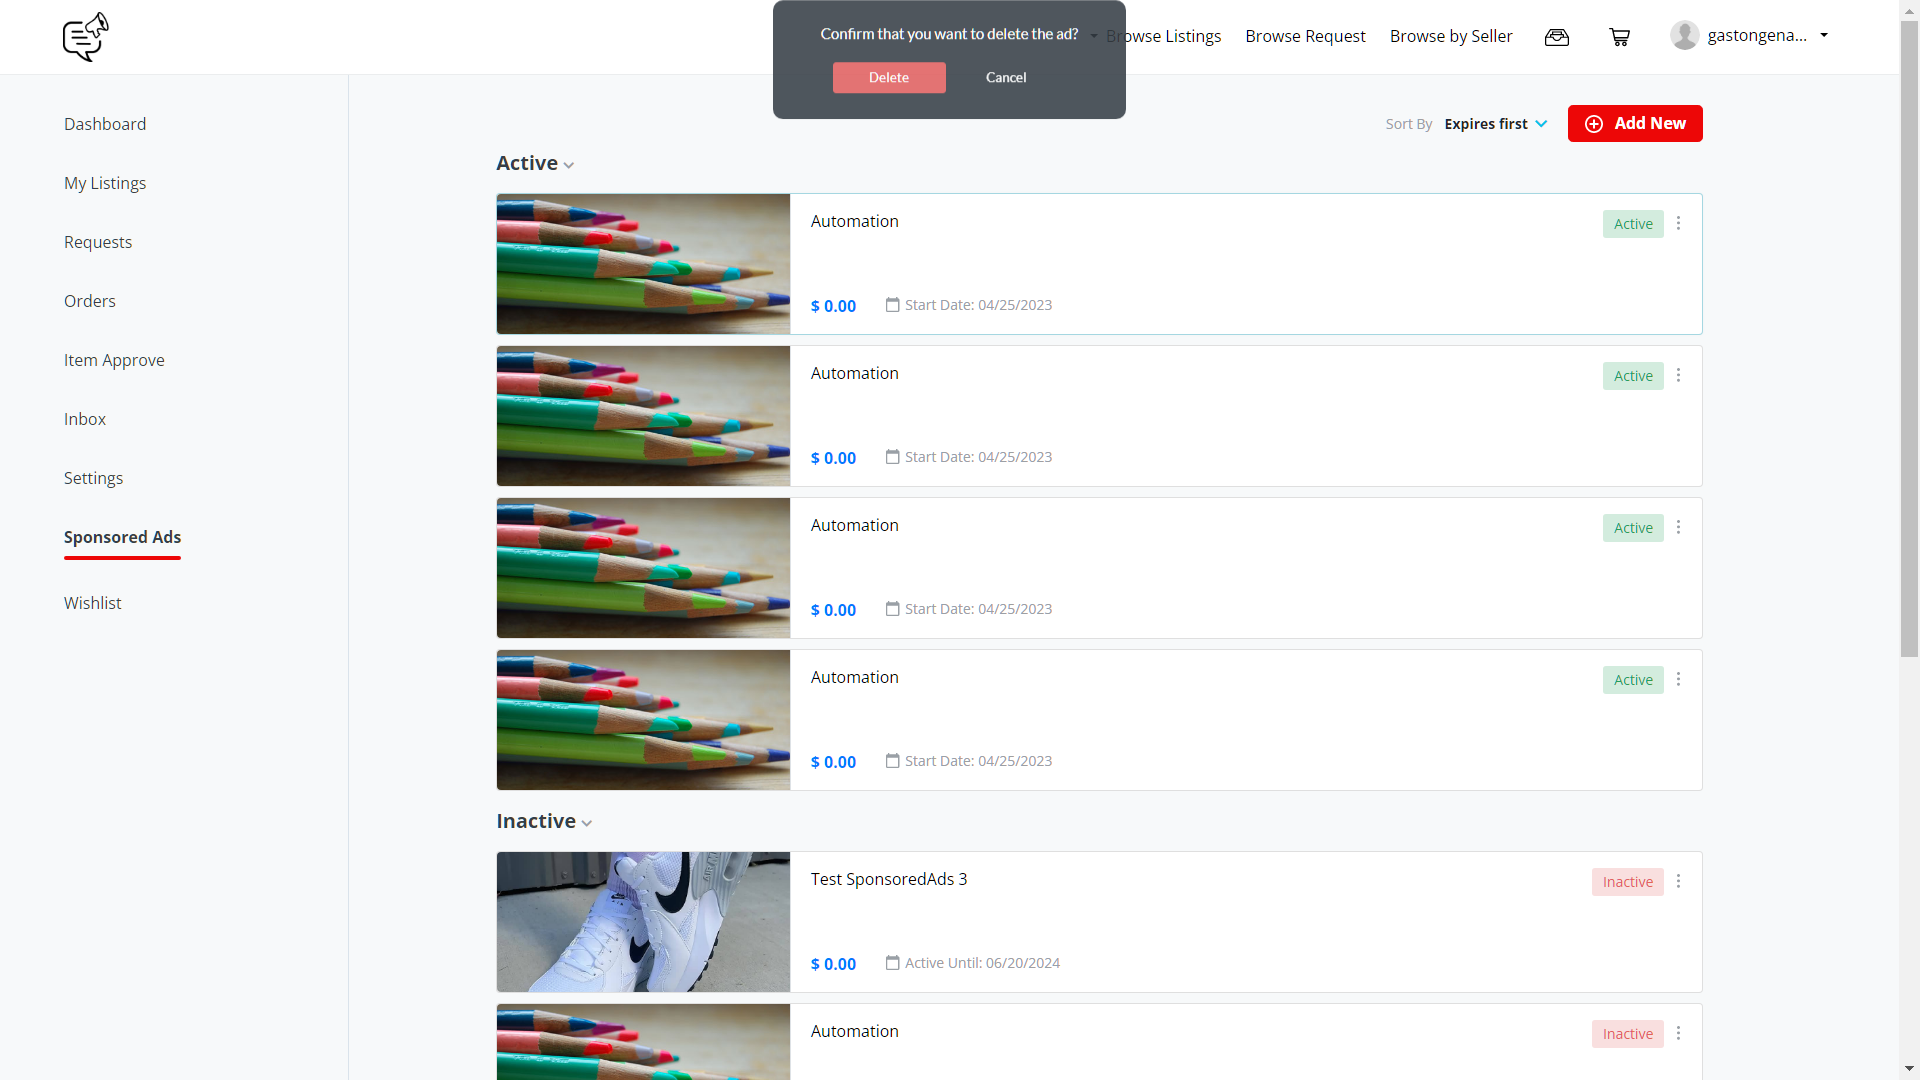 Confirm that you want to delete the ad?
Delete
Cancel
Browse Listings
Browse Request
Browse by Seller
gastongena...
Dashboard
My Listings
Requests
Orders
Item Approve
Inbox
Settings
Sponsored Ads
Wishlist
Sort By Expires first
Add New
Active
Automation
Active
$ 0.00
Start Date: 04/25/2023
Automation
Active
$ 0.00
Start Date: 04/25/2023
Automation
Active
$ 0.00
Start Date: 04/25/2023
Automation
Active
$ 0.00
Start Date: 04/25/2023
Inactive
Test SponsoredAds 3
Inactive
$ 0.00
Active Until: 06/20/2024
Automation
Inactive